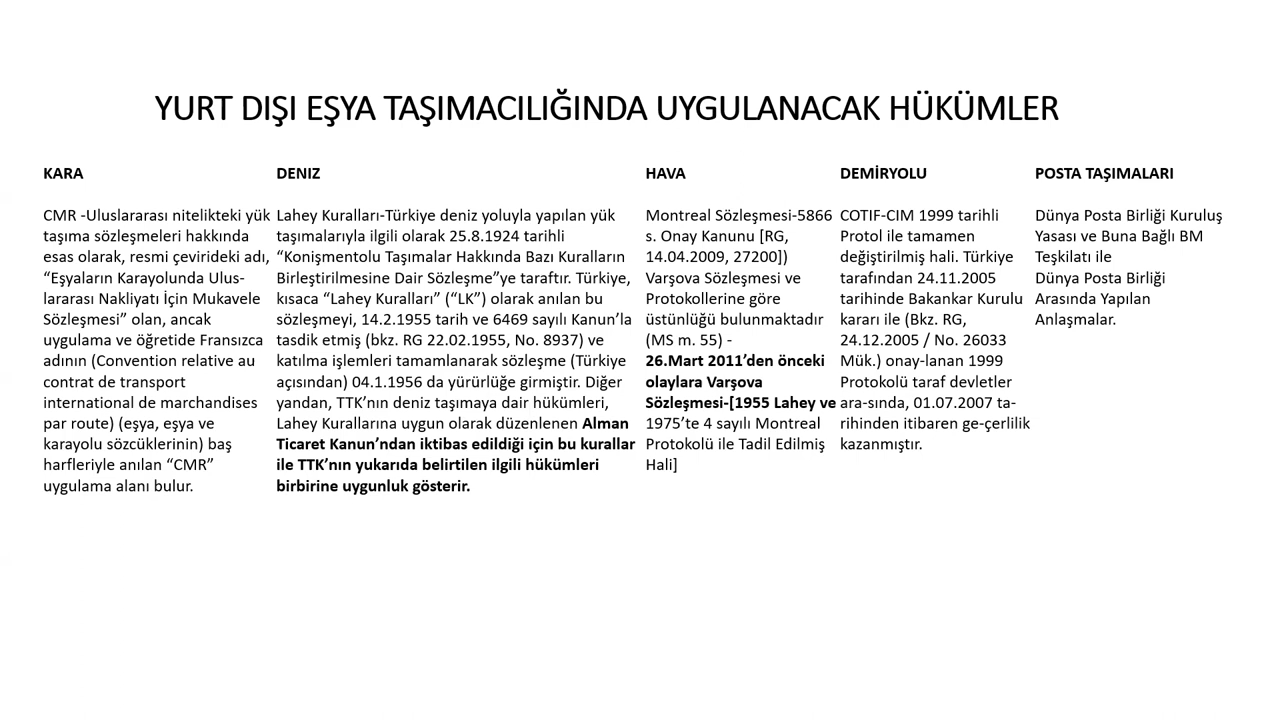 YURT DIŞI EŞYA TAŞIMACILIĞINDA UYGULANACAK HÜKÜMLER
KARA
CMR -Uluslararası nitelikteki yük
taşıma sözleşmeleri hakkında
esas olarak, resmi çevirideki adı,
“Eşyaların Karayolunda Ulus-
lararası Nakliyatı İçin Mukavele
Sözleşmesi” olan, ancak
uygulama ve öğretide Fransızca
adının (Convention relative au
contrat de transport
international de marchandises
par route) (eşya, eşya ve
karayolu sözcüklerinin) baş
harfleriyle anılan “CMR”
uygulama alanı bulur.
DENIZ
Lahey Kuralları-Türkiye deniz yoluyla yapılan yük
taşımalarıyla ilgili olarak 25.8.1924 tarihli
“Konişmentolu Taşımalar Hakkında Bazı Kuralların
Birleştirilmesine Dair Sözleşme”ye taraftır. Türkiye,
kısaca “Lahey Kuralları” (“LK”) olarak anılan bu
sözleşmeyi, 14.2.1955 tarih ve 6469 sayılı Kanun’la
tasdik etmiş (bkz. RG 22.02.1955, No. 8937) ve
katılma işlemleri tamamlanarak sözleşme (Türkiye
açısından) 04.1.1956 da yürürlüğe girmiştir. Diğer
yandan, TTK’nın deniz taşımaya dair hükümleri,
Lahey Kurallarına uygun olarak düzenlenen Alman
Ticaret Kanun’ndan iktibas edildiği için bu kurallar
ile TTK’nın yukarıda belirtilen ilgili hükümleri
birbirine uygunluk gösterir.
HAVA
Montreal Sözleşmesi-5866
s. Onay Kanunu [RG,
14.04.2009, 27200])
Varşova Sözleşmesi ve
Protokollerine göre
üstünlüğü bulunmaktadır
(MS m. 55) -
26.Mart 2011’den önceki
olaylara Varşova
Sözleşmesi-[1955 Lahey ve
1975’te 4 sayılı Montreal
Protokolü ile Tadil Edilmiş
Hali]
DEMİRYOLU
COTIF-CIM 1999 tarihli
Protol ile tamamen
değiştirilmiş hali. Türkiye
tarafından 24.11.2005
tarihinde Bakankar Kurulu
kararı ile (Bkz. RG,
24.12.2005 / No. 26033
Mük.) onay-lanan 1999
Protokolü taraf devletler
ara-sında, 01.07.2007 ta-
rihinden itibaren ge-çerlilik
kazanmıştır.
POSTA TAŞIMALARI
Dünya Posta Birliği Kuruluş
Yasası ve Buna Bağlı BM
Teşkilatı ile
Dünya Posta Birliği
Arasında Yapılan
Anlaşmalar.